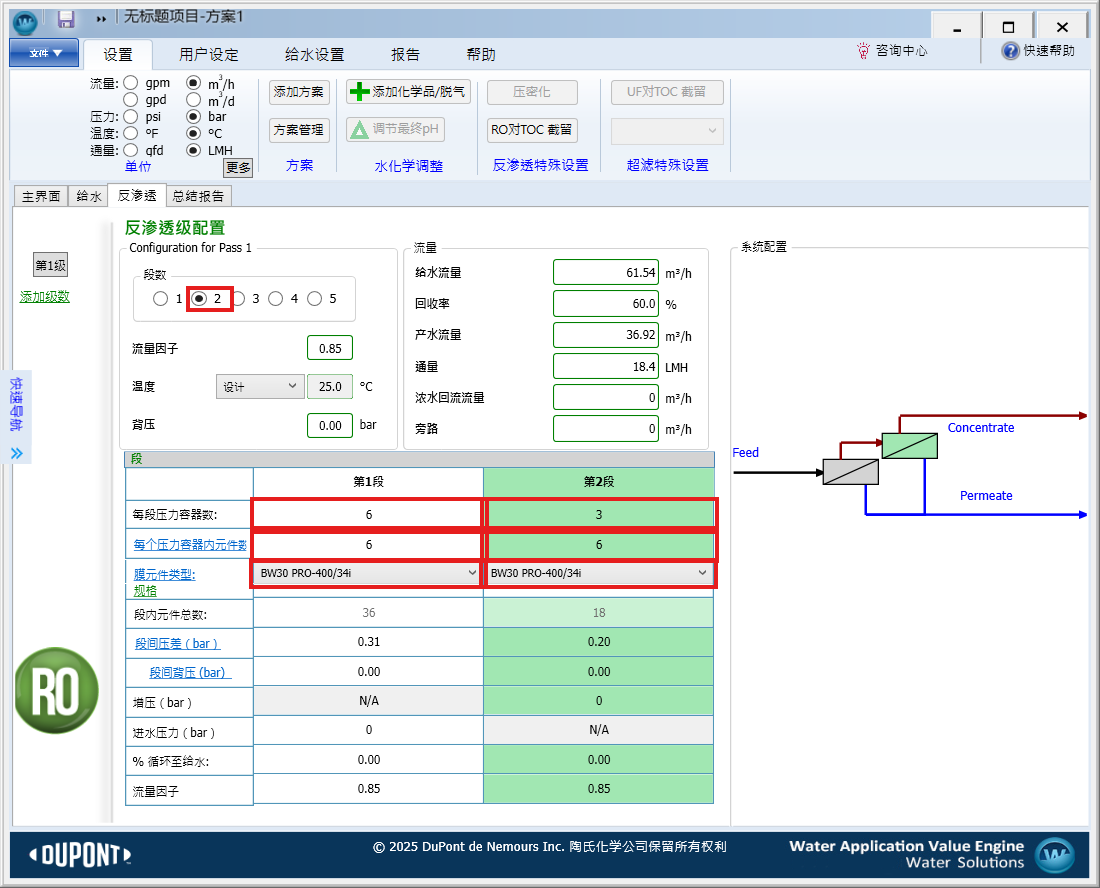 无标题项目-方案1
文件
设置
用户设定
给水设置
报告
帮助
咨询中心
快速帮助
流量: gpm m³/h
gpd m³/d
压力: psi bar
温度: ℉ ℃
通量: gfd LMH
单位
更多
添加方案
方案管理
方案
添加化学品/脱气
调节最终pH
水化学调整
压密化
RO对TOC 截留
反渗透特殊设置
UF对TOC 截留
超滤特殊设置
主界面 给水 反渗透 总结报告
第1级
添加级数
快速导航
RO
反渗透级配置
Configuration for Pass 1
段数
1 2 3 4 5
流量因子 0.85
温度 设计 25.0 ℃
背压 0.00 bar
流量
给水流量 61.54 m³/h
回收率 60.0 %
产水流量 36.92 m³/h
通量 18.4 LMH
浓水回流流量 0 m³/h
旁路 0 m³/h
系统配置
Feed
Concentrate
Permeate
段
第1段 第2段
每段压力容器数: 6 3
每个压力容器内元件数 6 6
膜元件类型: BW30 PRO-400/34i BW30 PRO-400/34i
规格
段内元件总数: 36 18
段间压差 ( bar ) 0.31 0.20
段间背压 (bar) 0.00 0.00
增压 ( bar ) N/A 0
进水压力 ( bar ) 0 N/A
% 循环至给水: 0.00 0.00
流量因子 0.85 0.85
DUPONT
© 2025 DuPont de Nemours Inc. 陶氏化学公司保留所有权利
Water Application Value Engine
Water Solutions
W